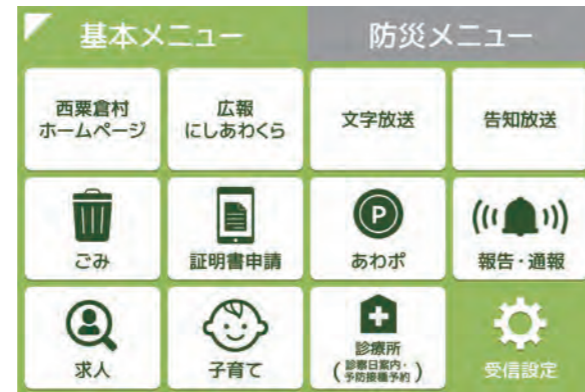 基本メニュー
防災メニュー
西粟倉村
ホームページ
広報
にしあわくら
文字放送
告知放送
ごみ
証明書申請
P
あわポ
報告・通報
求人
子育て
診療所
(診察日案内・
予防接種予約)
受信設定